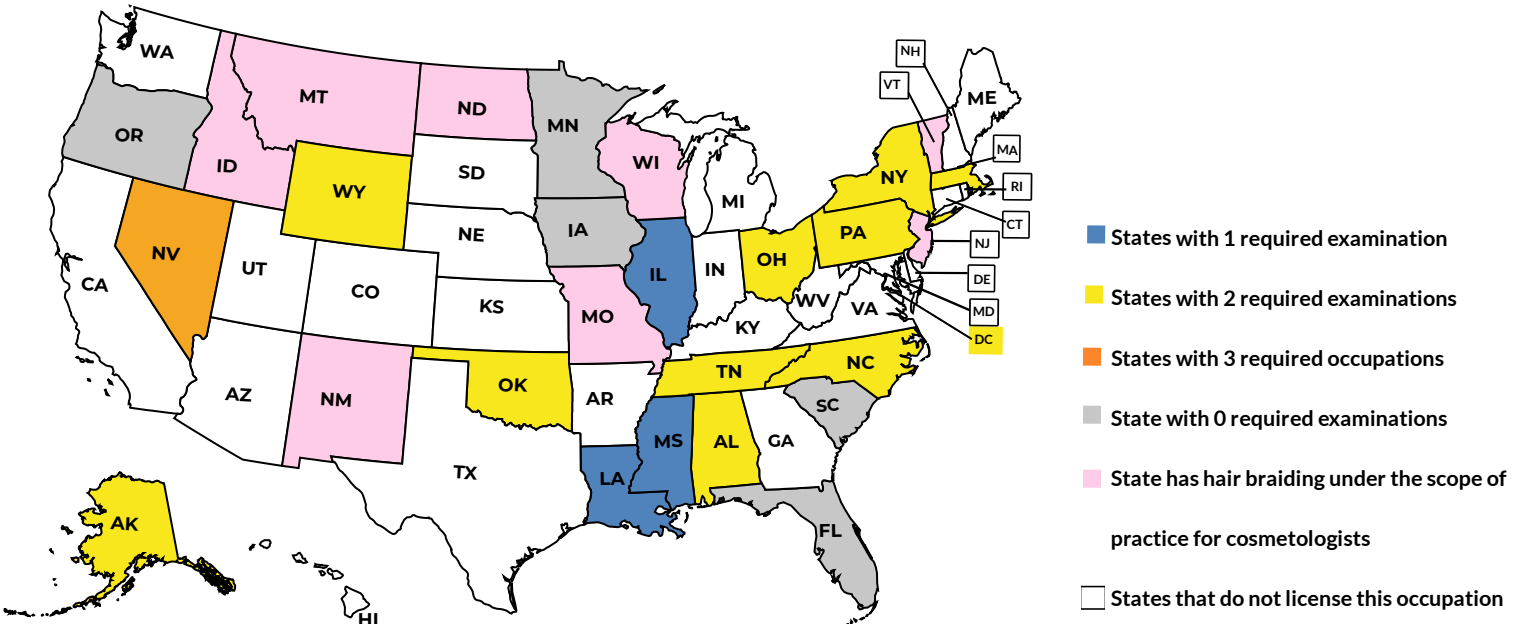 WA
MT
ND
MN
OR
ID
WY
SD
WI
MI
NH
VT
ME
MA
RI
CT
NJ
DE
MD
DC
NY
PA
NV
UT
CO
NE
IA
IL
IN
OH
WV
VA
CA
KS
MO
KY
AZ
NM
OK
AR
TN
NC
SC
MS
AL
GA
TX
LA
FL
AK
HI
States with 1 required examination
States with 2 required examinations
States with 3 required occupations
State with 0 required examinations
State has hair braiding under the scope of
practice for cosmetologists
States that do not license this occupation